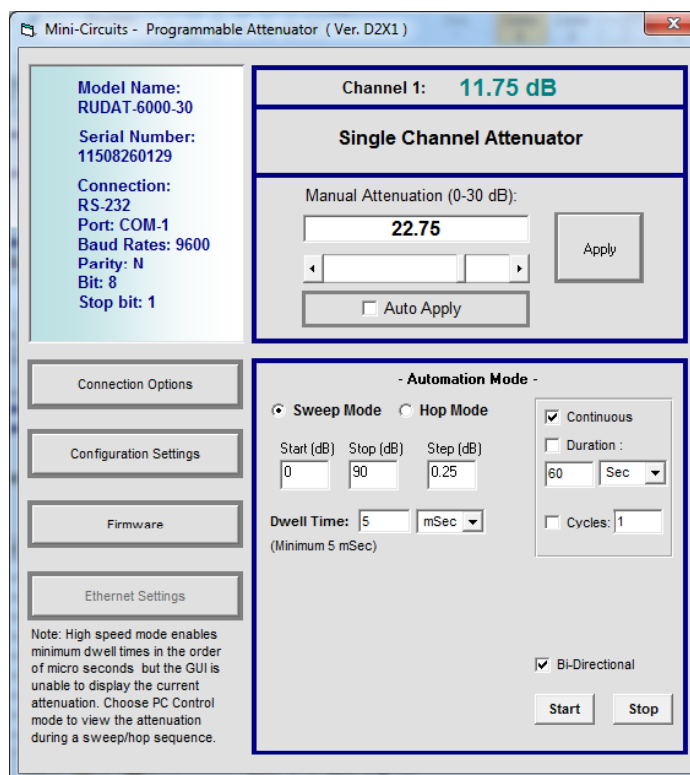 Mini-Circuits - Programmable Attenuator ( Ver. D2X1 )
Model Name:
RUDAT-6000-30
Serial Number:
11508260129
Connection:
RS-232
Port: COM-1
Baud Rates: 9600
Parity: N
Bit: 8
Stop bit: 1
Channel 1: 11.75 dB
Single Channel Attenuator
Manual Attenuation (0-30 dB):
22.75
Apply
Auto Apply
Connection Options
Configuration Settings
Firmware
Ethernet Settings
Note: High speed mode enables
minimum dwell times in the order
of micro seconds but the GUI is
unable to display the current
attenuation. Choose PC Control
mode to view the attenuation
during a sweep/hop sequence.
- Automation Mode -
Sweep Mode Hop Mode
Start (dB) Stop (dB) Step (dB)
0 90 0.25
Dwell Time: 5 mSec
(Minimum 5 mSec)
Continuous
Duration :
60 Sec
Cycles: 1
Bi-Directional
Start Stop